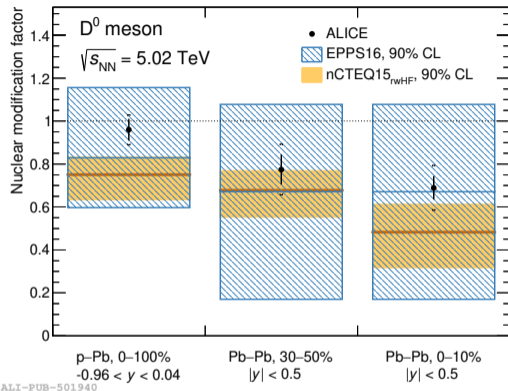 D⁰ meson
√sNN = 5.02 TeV
ALICE
EPPS16, 90% CL
nCTEQ15rwHF, 90% CL
Nuclear modification factor
1.4
1.2
1
0.8
0.6
0.4
0.2
0
p–Pb, 0–100%
-0.96 < y < 0.04
Pb–Pb, 30–50%
|y| < 0.5
Pb–Pb, 0–10%
|y| < 0.5
ALI-PUB-501940